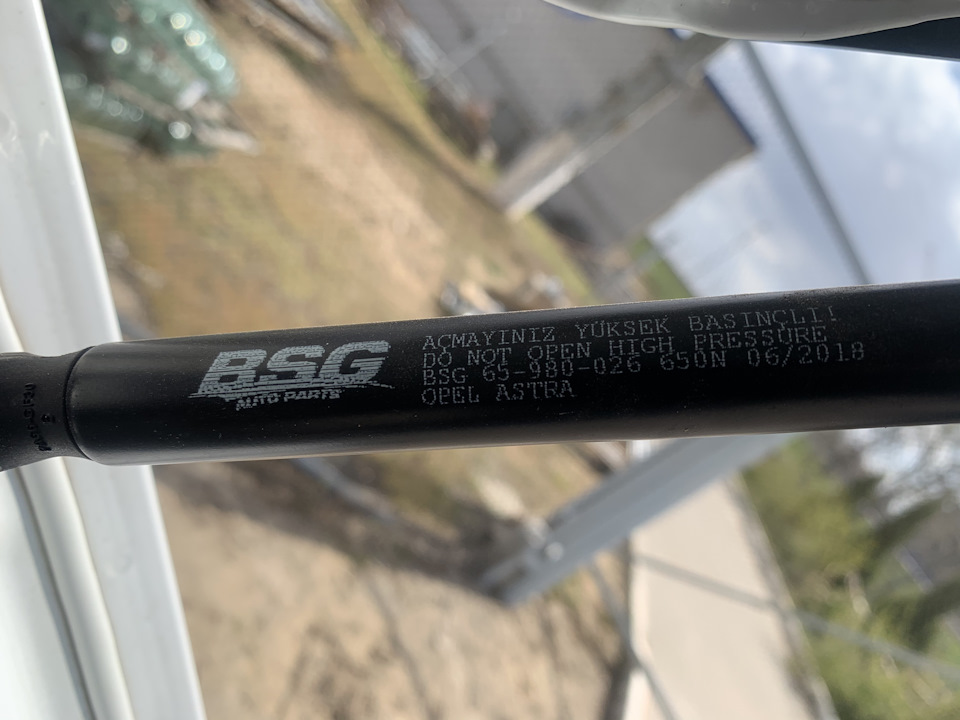 BSG
AUTO PARTS
AÇMAYINIZ YÜKSEK BASINÇLI!
DO NOT OPEN HIGH PRESSURE
BSG 65-980-026 650N 06/2018
OPEL ASTRA